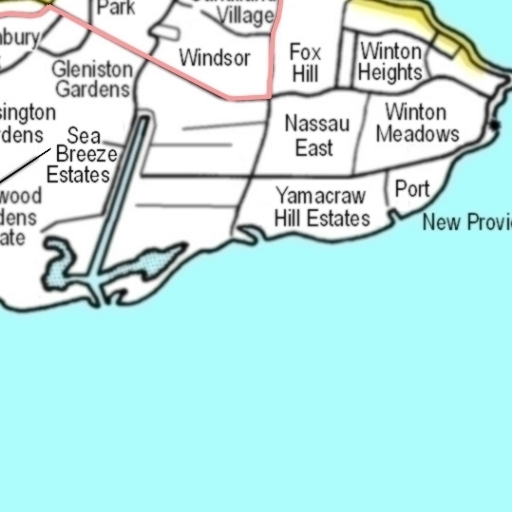 Park
Village
Windsor
Fox
Hill
Winton
Heights
Gleniston
Gardens
Sea
Breeze
Estates
Nassau
East
Winton
Meadows
Yamacraw
Hill Estates
Port
New Provi